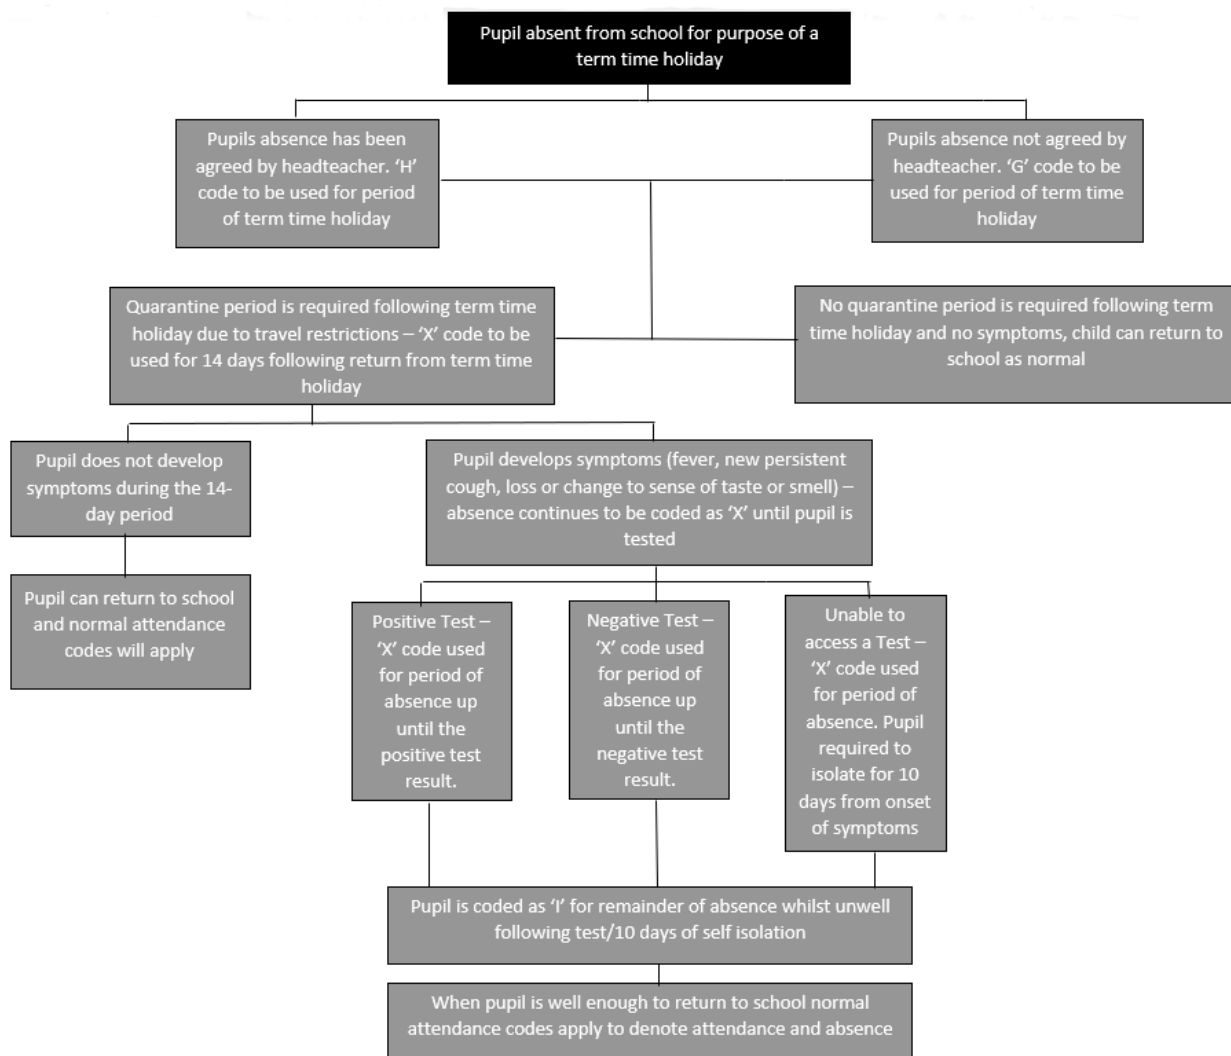 Pupil absent from school for purpose of a
term time holiday
Pupils absence has been
agreed by headteacher. ‘H’
code to be used for period
of term time holiday
Pupils absence not agreed by
headteacher. ‘G’ code to be
used for period of term time
holiday
Quarantine period is required following term time
holiday due to travel restrictions – ‘X’ code to be
used for 14 days following return from term time
holiday
No quarantine period is required following term
time holiday and no symptoms, child can return to
school as normal
Pupil does not develop
symptoms during the 14-
day period
Pupil develops symptoms (fever, new persistent
cough, loss or change to sense of taste or smell) –
absence continues to be coded as ‘X’ until pupil is
tested
Pupil can return to school
and normal attendance
codes will apply
Positive Test –
‘X’ code used
for period of
absence up
until the
positive test
result.
Negative Test –
‘X’ code used
for period of
absence up
until the
negative test
result.
Unable to
access a Test –
‘X’ code used
for period of
absence. Pupil
required to
isolate for 10
days from onset
of symptoms
Pupil is coded as ‘I’ for remainder of absence whilst unwell
following test/10 days of self isolation
When pupil is well enough to return to school normal
attendance codes apply to denote attendance and absence